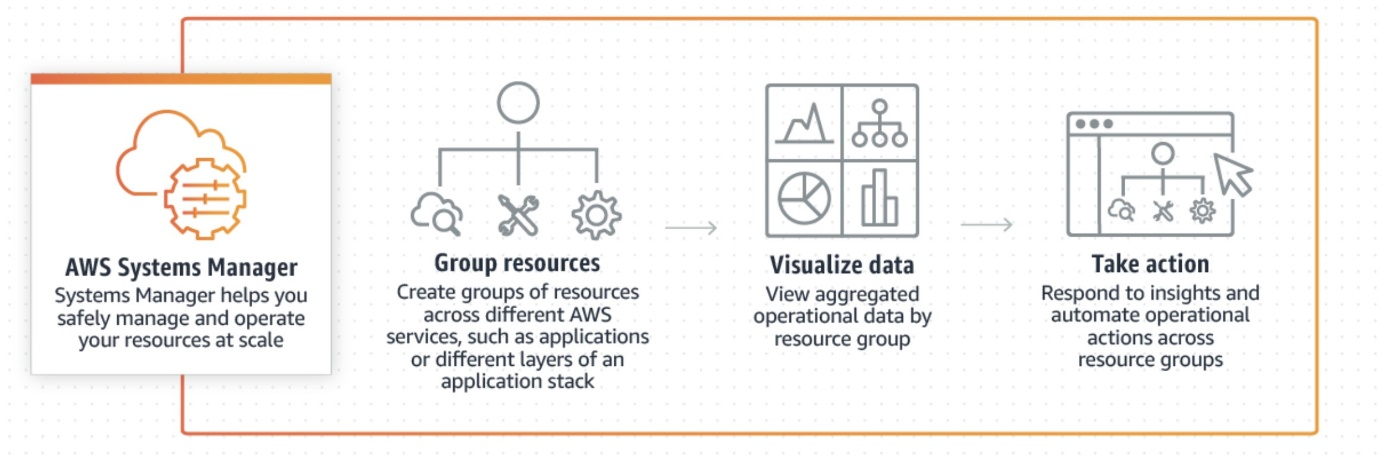 AWS Systems Manager
Systems Manager helps you
safely manage and operate
your resources at scale
Group resources
Create groups of resources
across different AWS
services, such as applications
or different layers of an
application stack
Visualize data
View aggregated
operational data by
resource group
Take action
Respond to insights and
automate operational
actions across
resource groups